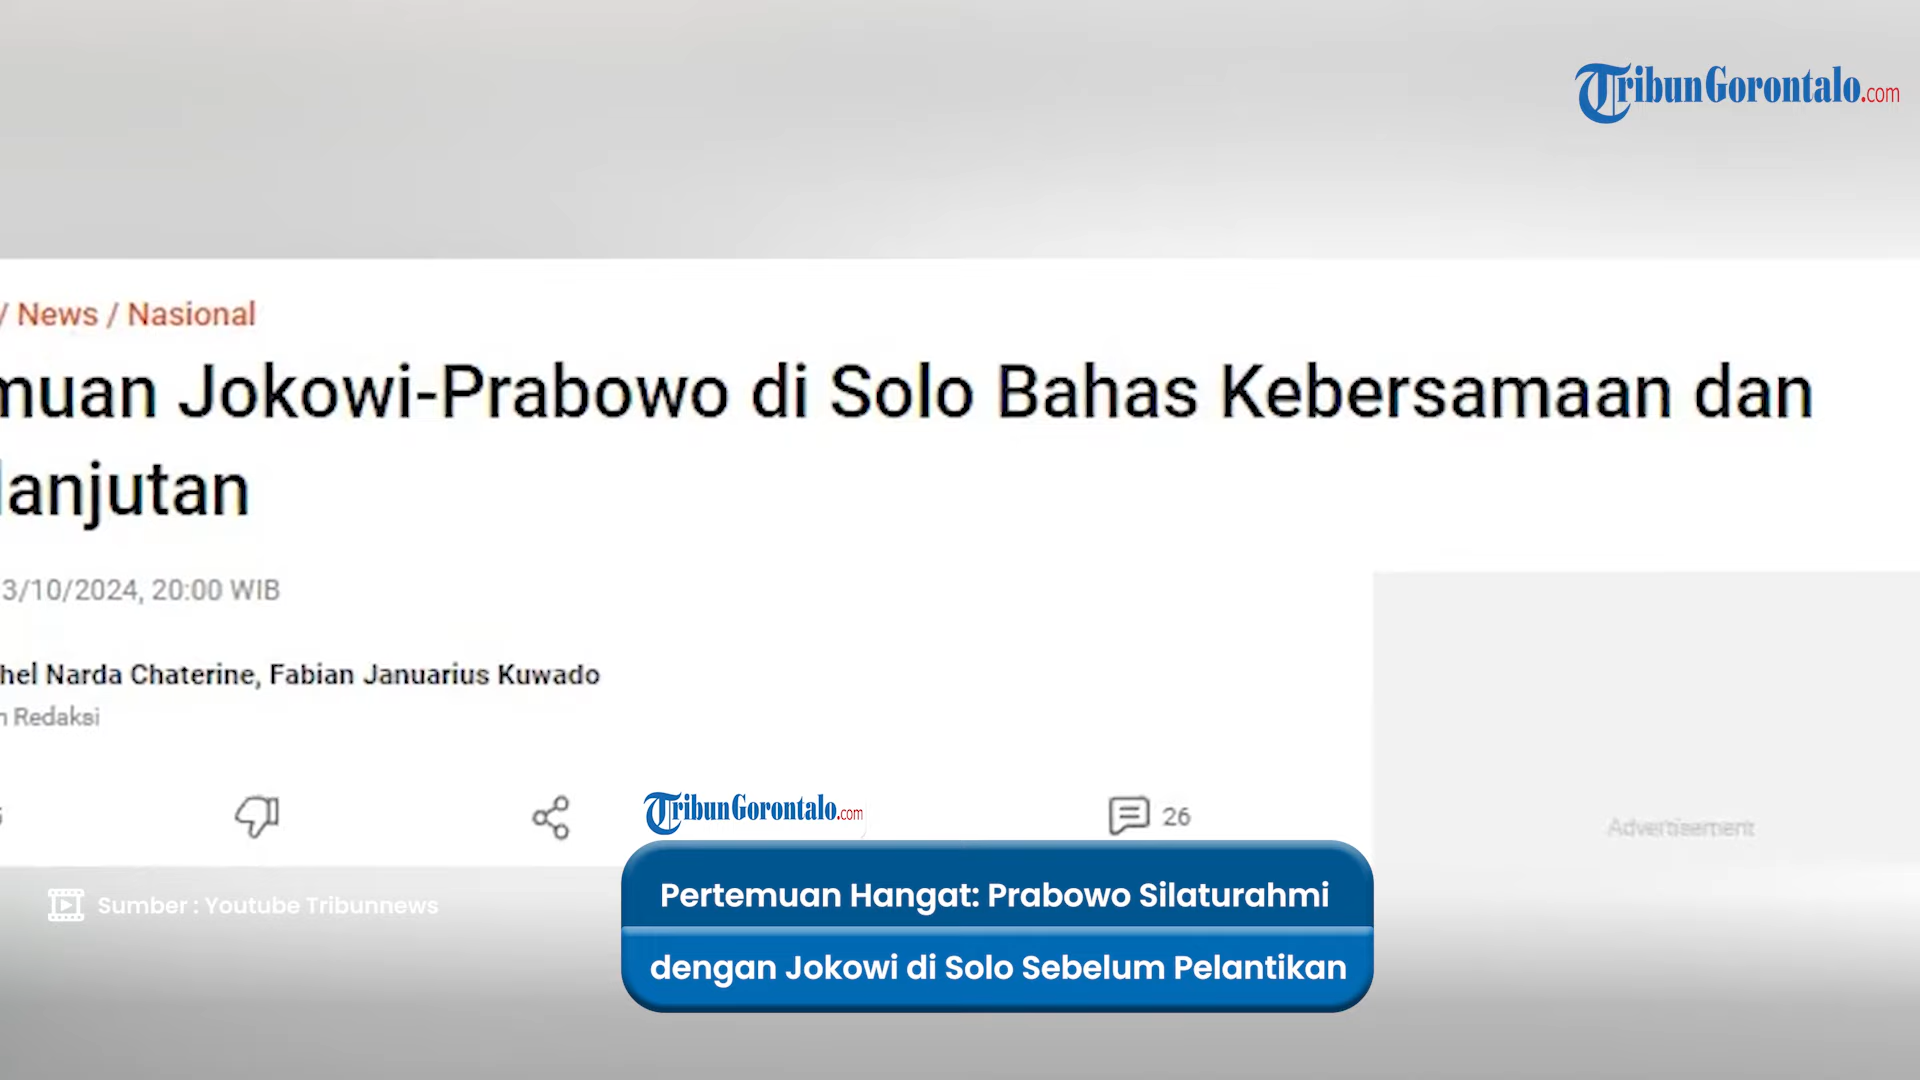 TribunGorontalo.com
/ News / Nasional
muan Jokowi-Prabowo di Solo Bahas Kebersamaan dan
lanjutan
3/10/2024, 20:00 WIB
hel Narda Chaterine, Fabian Januarius Kuwado
n Redaksi
TribunGorontalo.com
26
Advertisement
Sumber : Youtube Tribunnews
Pertemuan Hangat: Prabowo Silaturahmi
dengan Jokowi di Solo Sebelum Pelantikan